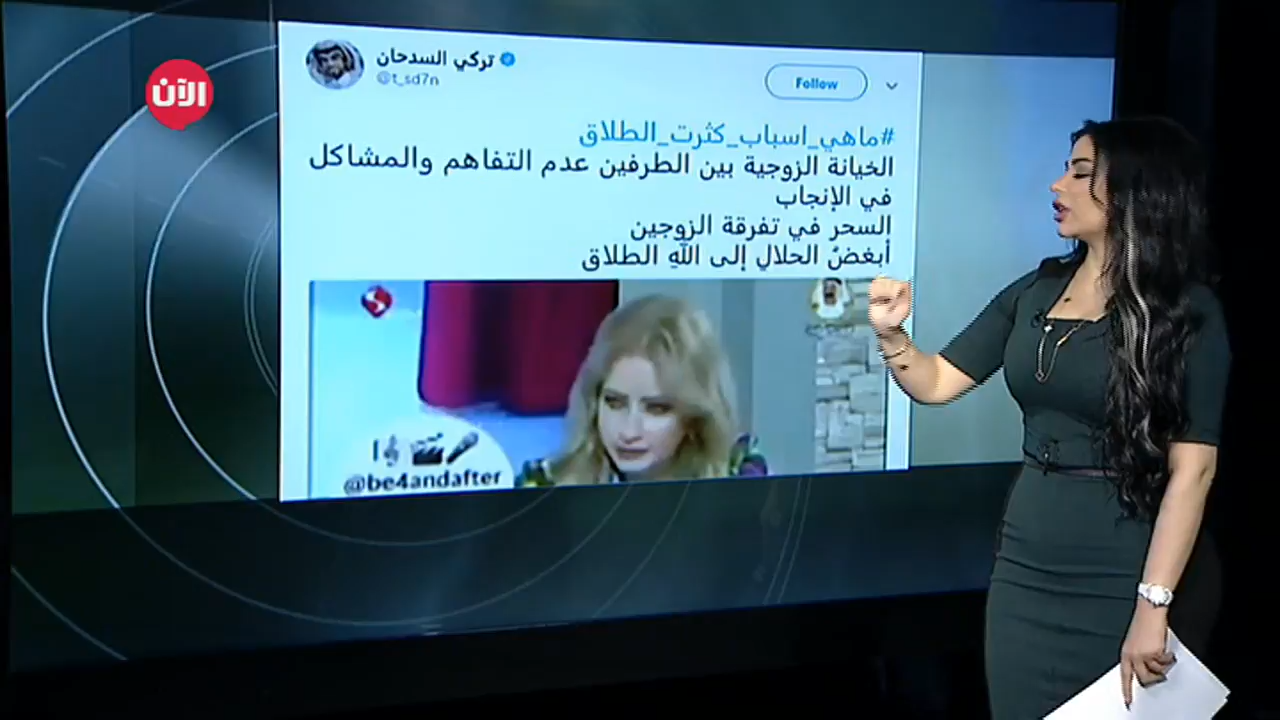 الآن
تركي السدحان
@t_sd7n
Follow
#ماهي_اسباب_كثرت_الطلاق
الخيانة الزوجية بين الطرفين عدم التفاهم والمشاكل
في الإنجاب
السحر في تفرقة الزوجين
أبغضُ الحلالِ إلى اللّهِ الطلاق
@be4andafter